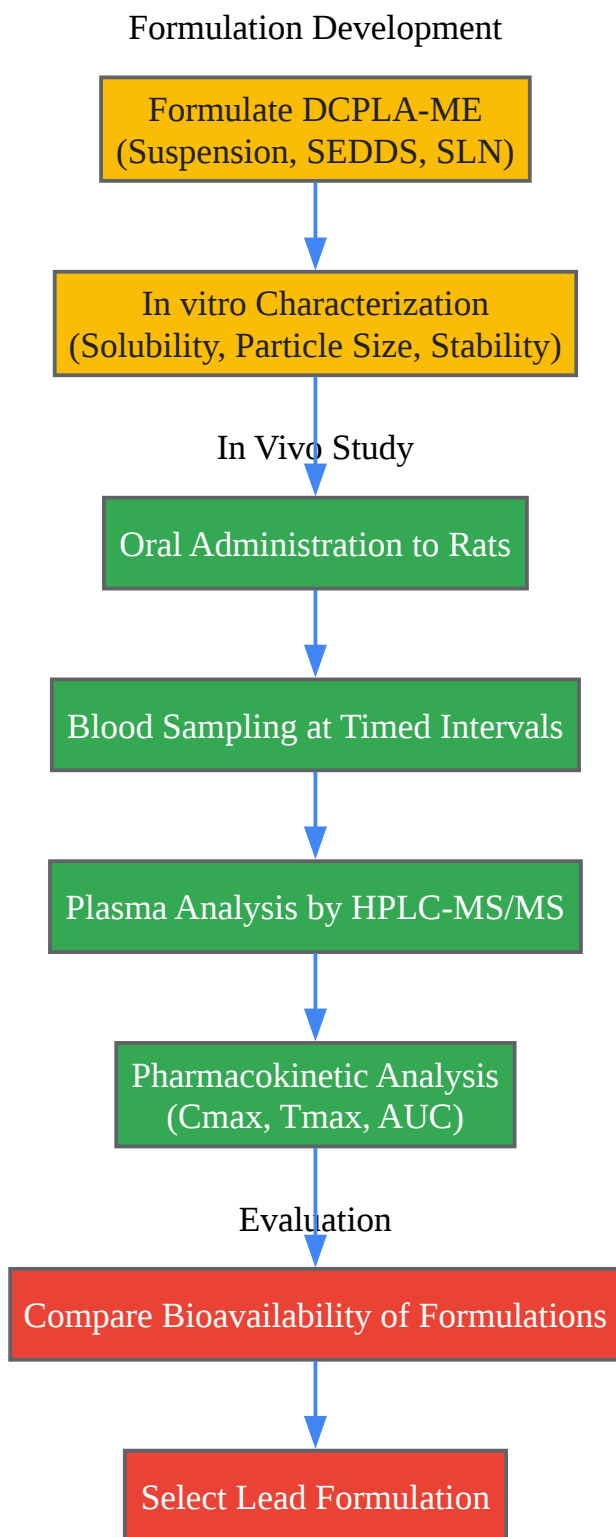 Formulation Development
Formulate DCPLA-ME
(Suspension, SEDDS, SLN)
In vitro Characterization
(Solubility, Particle Size, Stability)
In Vivo Study
Oral Administration to Rats
Blood Sampling at Timed Intervals
Plasma Analysis by HPLC-MS/MS
Pharmacokinetic Analysis
(Cmax, Tmax, AUC)
Evaluation
Compare Bioavailability of Formulations
Select Lead Formulation